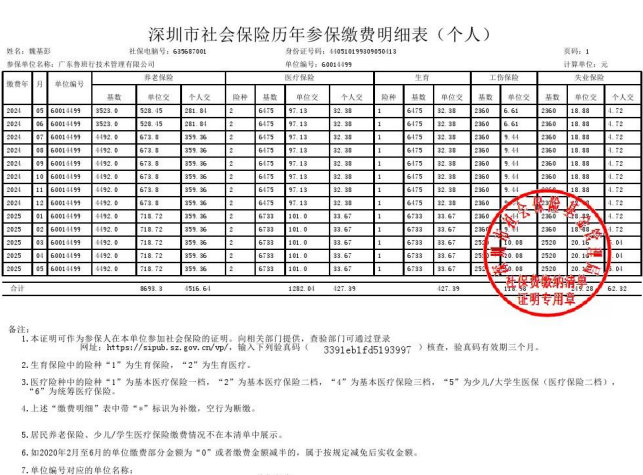 深圳市社会保险历年参保缴费明细表（个人）
姓名：魏基彭 社保电脑号：635687001 身份证号码：440510199309050413 页码：1
参保单位名称：广东鲁班行技术管理有限公司 单位编号：60014499 计算单位：元
缴费年 月 单位编号 养老保险 医疗保险 生育 工伤保险 失业保险
基数 单位交 个人交 险种 基数 单位交 个人交 险种 基数 单位交 基数 单位交 基数 单位交 个人交
2024 05 60014499 3523.0 528.45 281.84 2 6475 97.13 32.38 1 6475 32.38 2360 6.61 2360 18.88 4.72
2024 06 60014499 3523.0 528.45 281.84 2 6475 97.13 32.38 1 6475 32.38 2360 6.61 2360 18.88 4.72
2024 07 60014499 4492.0 673.8 359.36 2 6475 97.13 32.38 1 6475 32.38 2360 9.44 2360 18.88 4.72
2024 08 60014499 4492.0 673.8 359.36 2 6475 97.13 32.38 1 6475 32.38 2360 9.44 2360 18.88 4.72
2024 09 60014499 4492.0 673.8 359.36 2 6475 97.13 32.38 1 6475 32.38 2360 9.44 2360 18.88 4.72
2024 10 60014499 4492.0 673.8 359.36 2 6475 97.13 32.38 1 6475 32.38 2360 9.44 2360 18.88 4.72
2024 11 60014499 4492.0 673.8 359.36 2 6475 97.13 32.38 1 6475 32.38 2360 9.44 2360 18.88 4.72
2024 12 60014499 4492.0 673.8 359.36 2 6475 97.13 32.38 1 6475 32.38 2360 4.72
2025 01 60014499 4492.0 718.72 359.36 2 6733 101.0 33.67 1 6733 33.67 2360 4.72
2025 02 60014499 4492.0 718.72 359.36 2 6733 101.0 33.67 1 6733 33.67 2360 4.72
2025 03 60014499 4492.0 718.72 359.36 2 6733 101.0 33.67 1 6733 33.67 10.08 2520 20.16
2025 04 60014499 4492.0 718.72 359.36 2 6733 101.0 33.67 1 6733 33.67 2520
2025 05 60014499 4492.0 718.72 359.36 2 6733 101.0 33.67 1 6733 33.67 2520
合计 8693.3 4516.64 1282.04 427.39 427.39 62.32
社保费缴纳清单
证明专用章
备注：
1.本证明可作为参保人在本单位参加社会保险的证明。向相关部门提供，查验部门可通过登录
网址：https://sipub.sz.gov.cn/vp/，输入下列验真码（ 3391eb1fd5193997 ）核查，验真码有效期三个月。
2.生育保险中的险种“1”为生育保险，“2”为生育医疗。
3.医疗险种中的险种“1”为基本医疗保险一档，“2”为基本医疗保险二档，“4”为基本医疗保险三档，“5”为少儿/大学生医保（医疗保险二档），
“6”为统筹医疗保险。
4.上述“缴费明细”表中带“*”标识为补缴，空行为断缴。
5.居民养老保险、少儿/学生医疗保险缴费情况不在本清单中展示。
6.如2020年2月至6月的单位缴费部分金额为“0”或者缴费金额减半的，属于按规定减免后实收金额。
7.单位编号对应的单位名称：